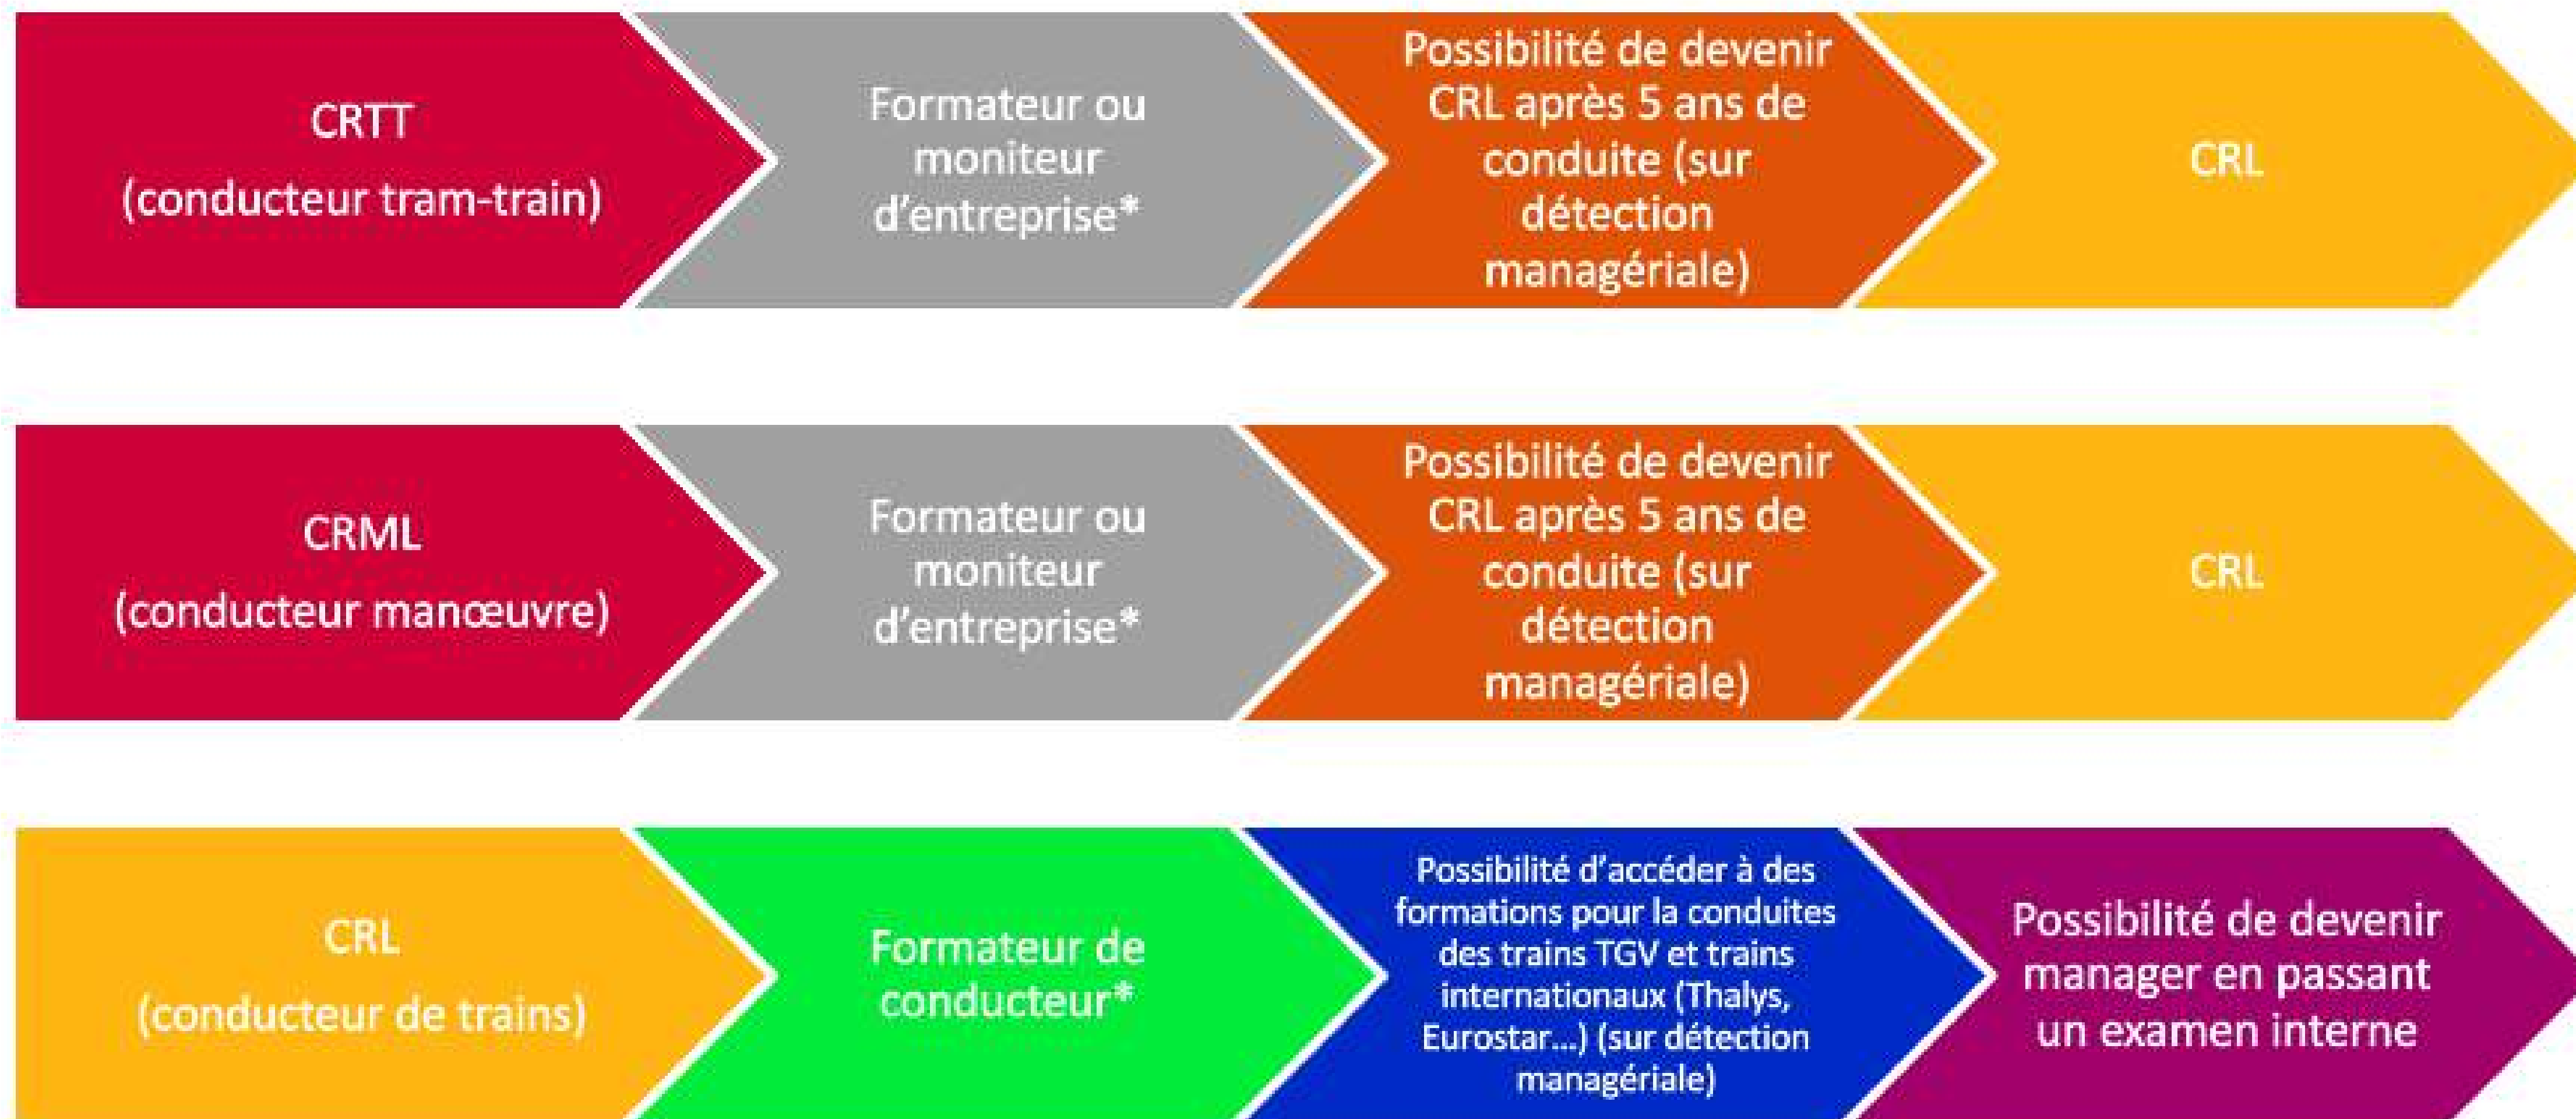 CRTT
(conducteur tram-train)
Formateur ou
moniteur
d'entreprise*
Possibilité de devenir
CRL après 5 ans de
conduite (sur
détection
managériale)
CRL
CRML
(conducteur manœuvre)
Formateur ou
moniteur
d'entreprise*
Possibilité de devenir
CRL après 5 ans de
conduite (sur
détection
managériale)
CRL
CRL
(conducteur de trains)
Formateur de
conducteur*
Possibilité d'accéder à des
formations pour la conduites
des trains TGV et trains
internationaux (Thalys,
Eurostar...) (sur détection
managériale)
Possibilité de devenir
manager en passant
un examen interne